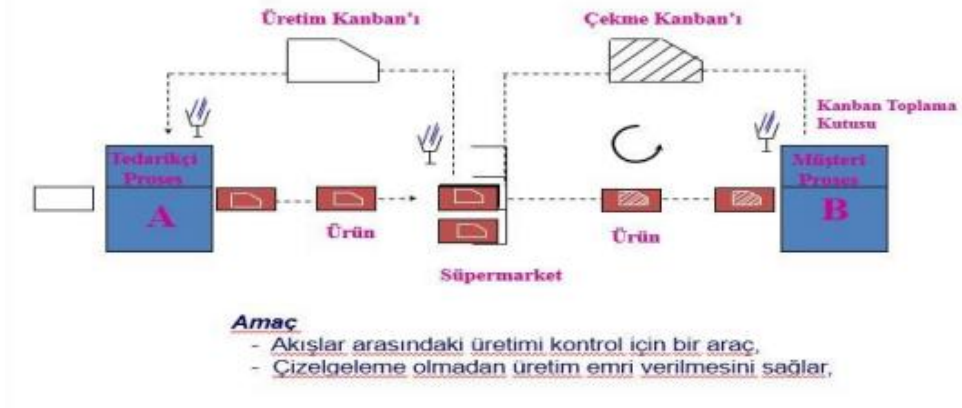 Üretim Kanban'ı
Çekme Kanban'ı
Kanban Toplama
Kutusu
Tedarikçi
Proses
A
Müşteri
Proses
B
Ürün
Ürün
Süpermarket
Amaç
- Akışlar arasındaki üretimi kontrol için bir araç,
- Çizelgeleme olmadan üretim emri verilmesini sağlar,